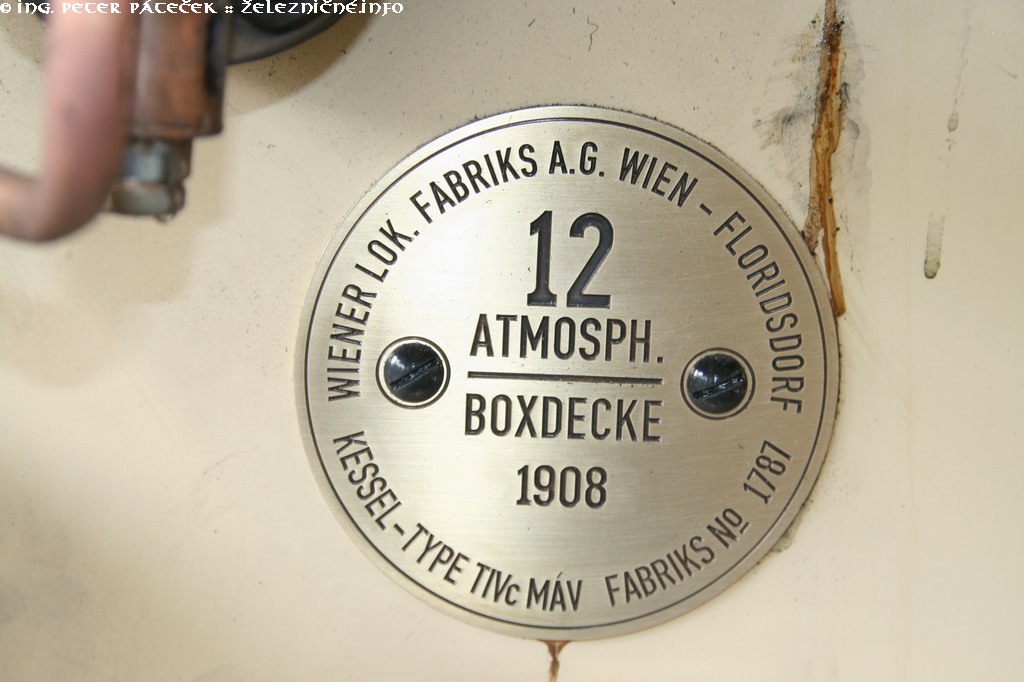 © Ing. Peter Páteček :: Železničné.info
WIENER LOK. FABRIKS A.G. WIEN - FLORIDSDORF
12
ATMOSPH.
BOXDECKE
1908
KESSEL-TYPE TIVc MÁV FABRIKS No 1787